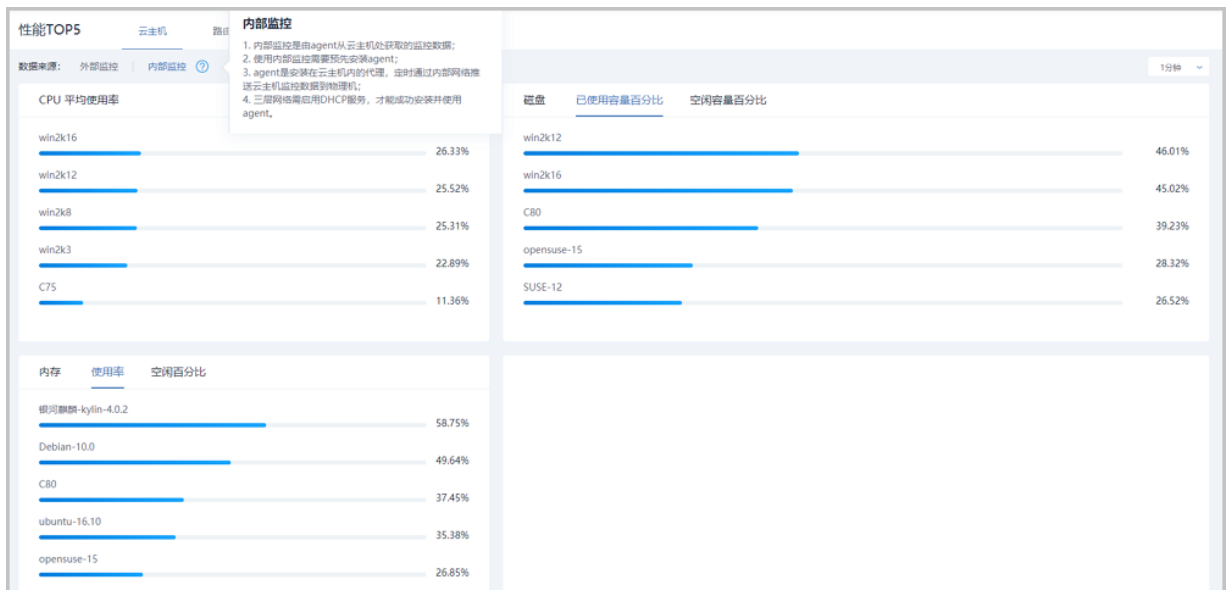 性能TOP5
云主机
路由
内部监控
1. 内部监控是由agent从云主机处获取的监控数据;
2. 使用内部监控需要预先安装agent;
3. agent是安装在云主机内的代理，定时通过内部网络推
送云主机监控数据到物理机;
4. 三层网络需启用DHCP服务，才能成功安装并使用
agent。
数据来源: 外部监控 内部监控 ?
1分钟
CPU 平均使用率
win2k16
26.33%
win2k12
25.52%
win2k8
25.31%
win2k3
22.89%
C75
11.36%
磁盘 已使用容量百分比 空闲容量百分比
win2k12
46.01%
win2k16
45.02%
C80
39.23%
opensuse-15
28.32%
SUSE-12
26.52%
内存 使用率 空闲百分比
银河麒麟-kylin-4.0.2
58.75%
Debian-10.0
49.64%
C80
37.45%
ubuntu-16.10
35.38%
opensuse-15
26.85%